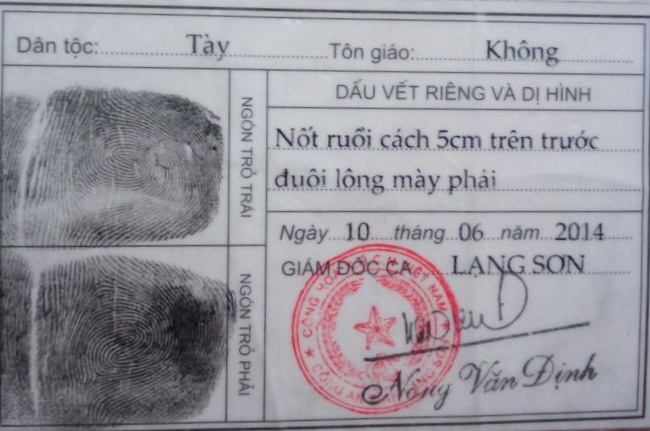 Dân tộc: Tày Tôn giáo: Không
NGÓN TRỎ TRÁI
NGÓN TRỎ PHẢI
DẤU VẾT RIÊNG VÀ DỊ HÌNH
Nốt ruồi cách 5cm trên trước
đuôi lông mày phải
Ngày 10 tháng 06 năm 2014
GIÁM ĐỐC CA LẠNG SƠN
Nông Văn Định